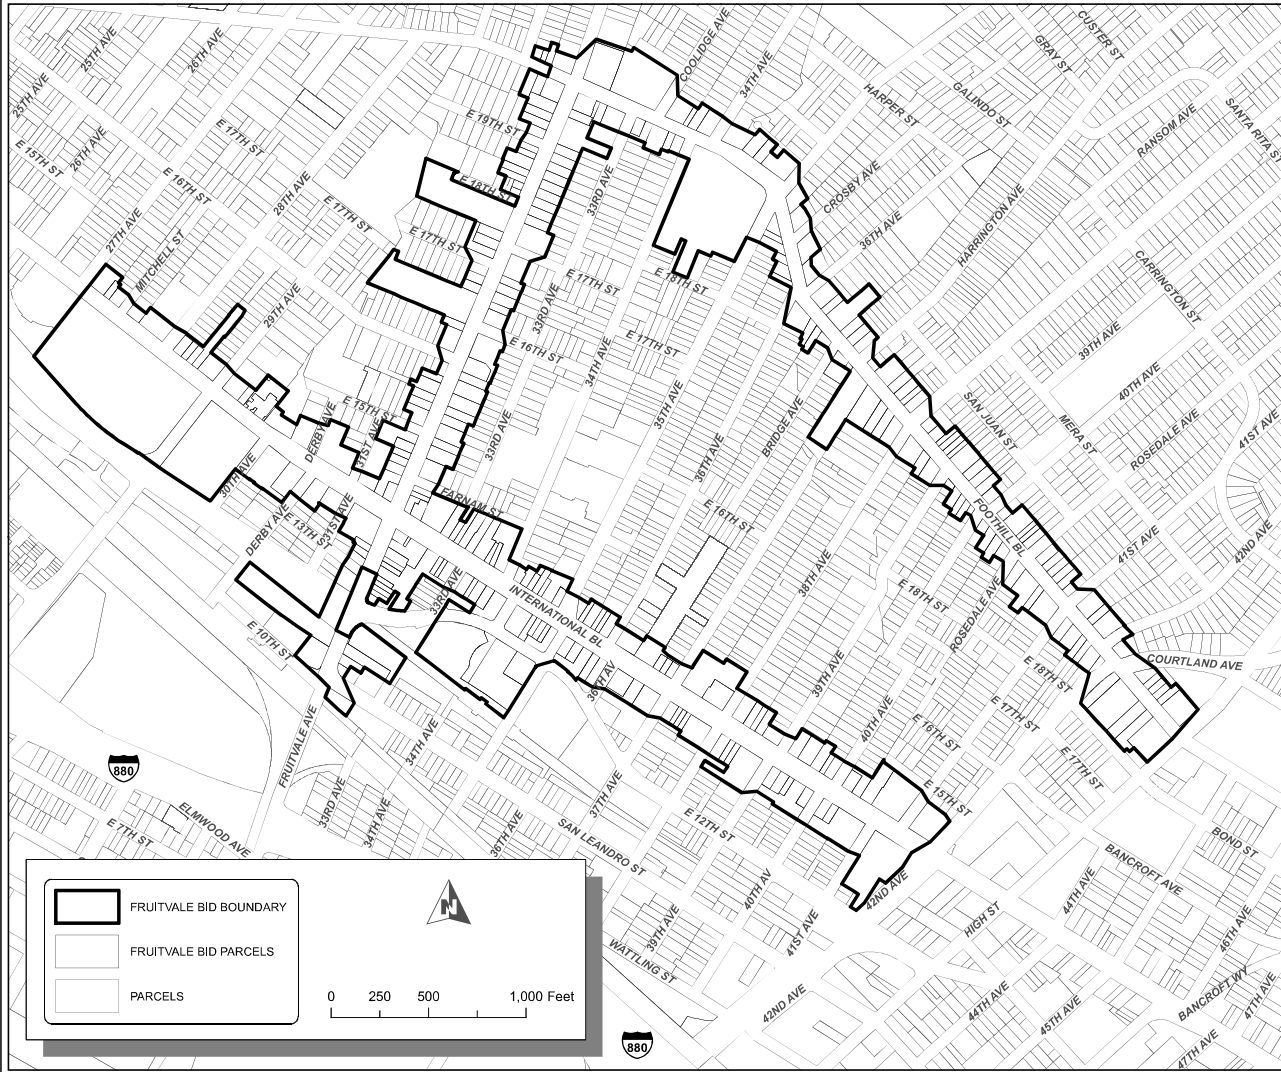 25TH AVE
26TH AVE
COOLIDGE AVE
34TH AVE
CUSTER ST
GRAY ST
25TH AVE
26TH AVE
E 17TH ST
E 19TH ST
HARPER ST
GALINDO ST
RANSOM AVE
SANTA RITA ST
E 15TH ST
E 16TH ST
28TH AVE
E 18TH ST
33RD AVE
CROSBY AVE
27TH AVE
MITCHELL ST
E 17TH ST
E 17TH ST
36TH AVE
HARRINGTON AVE
29TH AVE
33RD AVE
E 17TH ST
E 18TH ST
CARRINGTON ST
E 16TH ST
34TH AVE
E 17TH ST
39TH AVE
40TH AVE
E 15TH ST
DERBY AVE
31ST AVE
33RD AVE
35TH AVE
36TH AVE
BRIDGE AVE
SAN JUAN ST
MERA ST
ROSEDALE AVE
41ST AVE
30TH AVE
DERBY AVE
31ST AVE
E 13TH ST
FARNAM ST
E 16TH ST
FOOTHILL BL
41ST AVE
42ND AVE
33RD AVE
INTERNATIONAL BL
38TH AVE
E 18TH ST
ROSEDALE AVE
E 10TH ST
36TH AV
39TH AVE
E 18TH ST
COURTLAND AVE
FRUITVALE AVE
34TH AVE
40TH AVE
E 16TH ST
E 17TH ST
E 17TH ST
880
33RD AVE
34TH AVE
36TH AVE
37TH AVE
E 12TH ST
E 15TH ST
E 7TH ST
ELMWOOD AVE
SAN LEANDRO ST
40TH AV
42ND AVE
BANCROFT AVE
BOND ST
39TH AVE
41ST AVE
HIGH ST
44TH AVE
46TH AVE
WATTLING ST
42ND AVE
44TH AVE
45TH AVE
BANCROFT WY
47TH AVE
47TH AVE
880
FRUITVALE BID BOUNDARY
FRUITVALE BID PARCELS
PARCELS
N
0 250 500 1,000 Feet